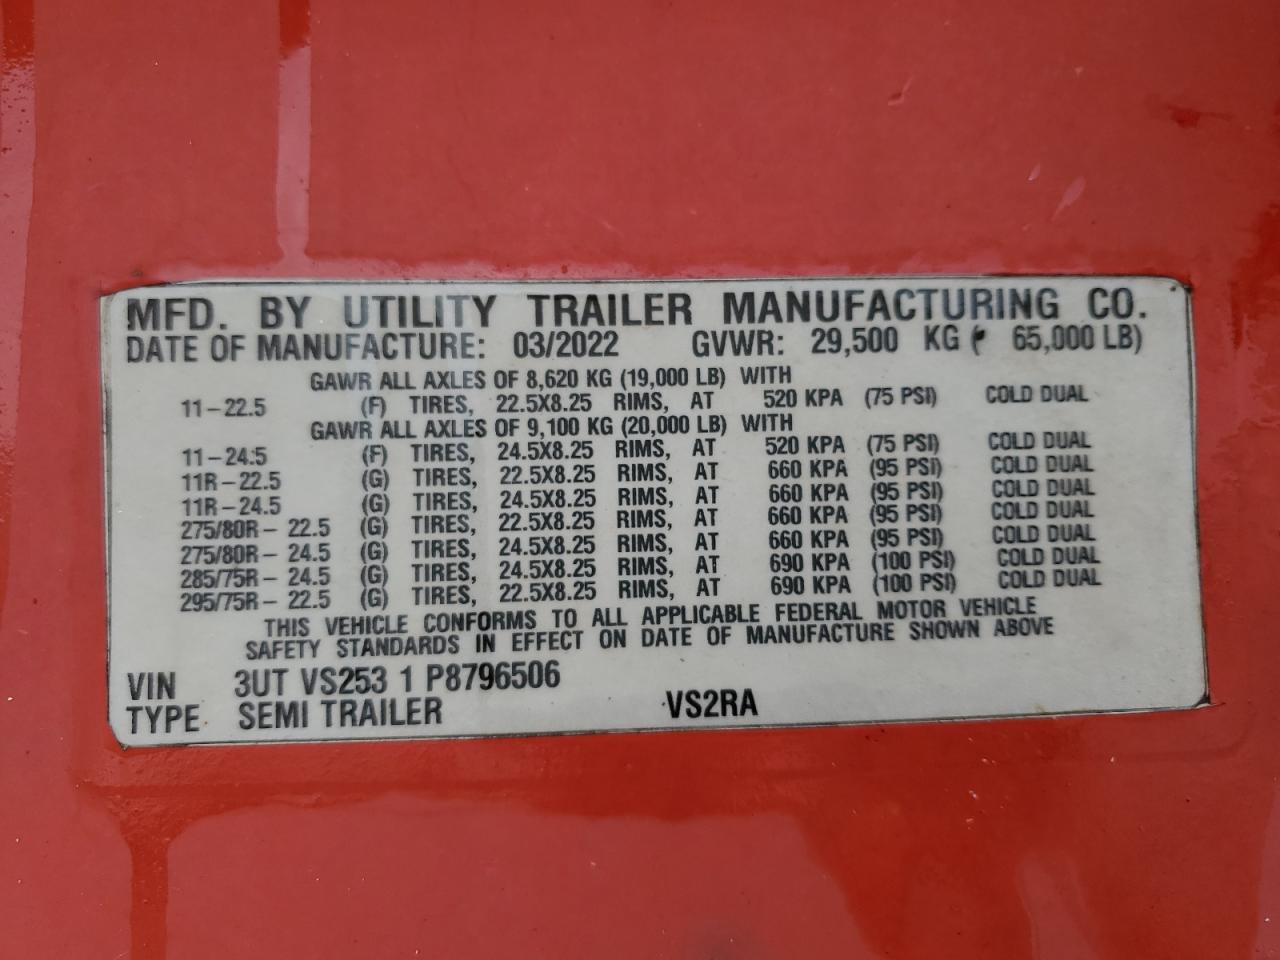 MFD. BY UTILITY TRAILER MANUFACTURING CO.
DATE OF MANUFACTURE: 03/2022 GVWR: 29,500 KG ( 65,000 LB)
GAWR ALL AXLES OF 8,620 KG (19,000 LB) WITH
11-22.5 (F) TIRES, 22.5X8.25 RIMS, AT 520 KPA (75 PSI) COLD DUAL
GAWR ALL AXLES OF 9,100 KG (20,000 LB) WITH
11-24.5 (F) TIRES, 24.5X8.25 RIMS, AT 520 KPA (75 PSI) COLD DUAL
11R-22.5 (G) TIRES, 22.5X8.25 RIMS, AT 660 KPA (95 PSI) COLD DUAL
11R-24.5 (G) TIRES, 24.5X8.25 RIMS, AT 660 KPA (95 PSI) COLD DUAL
275/80R-22.5 (G) TIRES, 22.5X8.25 RIMS, AT 660 KPA (95 PSI) COLD DUAL
275/80R-24.5 (G) TIRES, 24.5X8.25 RIMS, AT 660 KPA (95 PSI) COLD DUAL
285/75R-24.5 (G) TIRES, 24.5X8.25 RIMS, AT 690 KPA (100 PSI) COLD DUAL
295/75R-22.5 (G) TIRES, 22.5X8.25 RIMS, AT 690 KPA (100 PSI) COLD DUAL
THIS VEHICLE CONFORMS TO ALL APPLICABLE FEDERAL MOTOR VEHICLE
SAFETY STANDARDS IN EFFECT ON DATE OF MANUFACTURE SHOWN ABOVE
VIN 3UT VS253 1 P8796506
TYPE SEMI TRAILER VS2RA